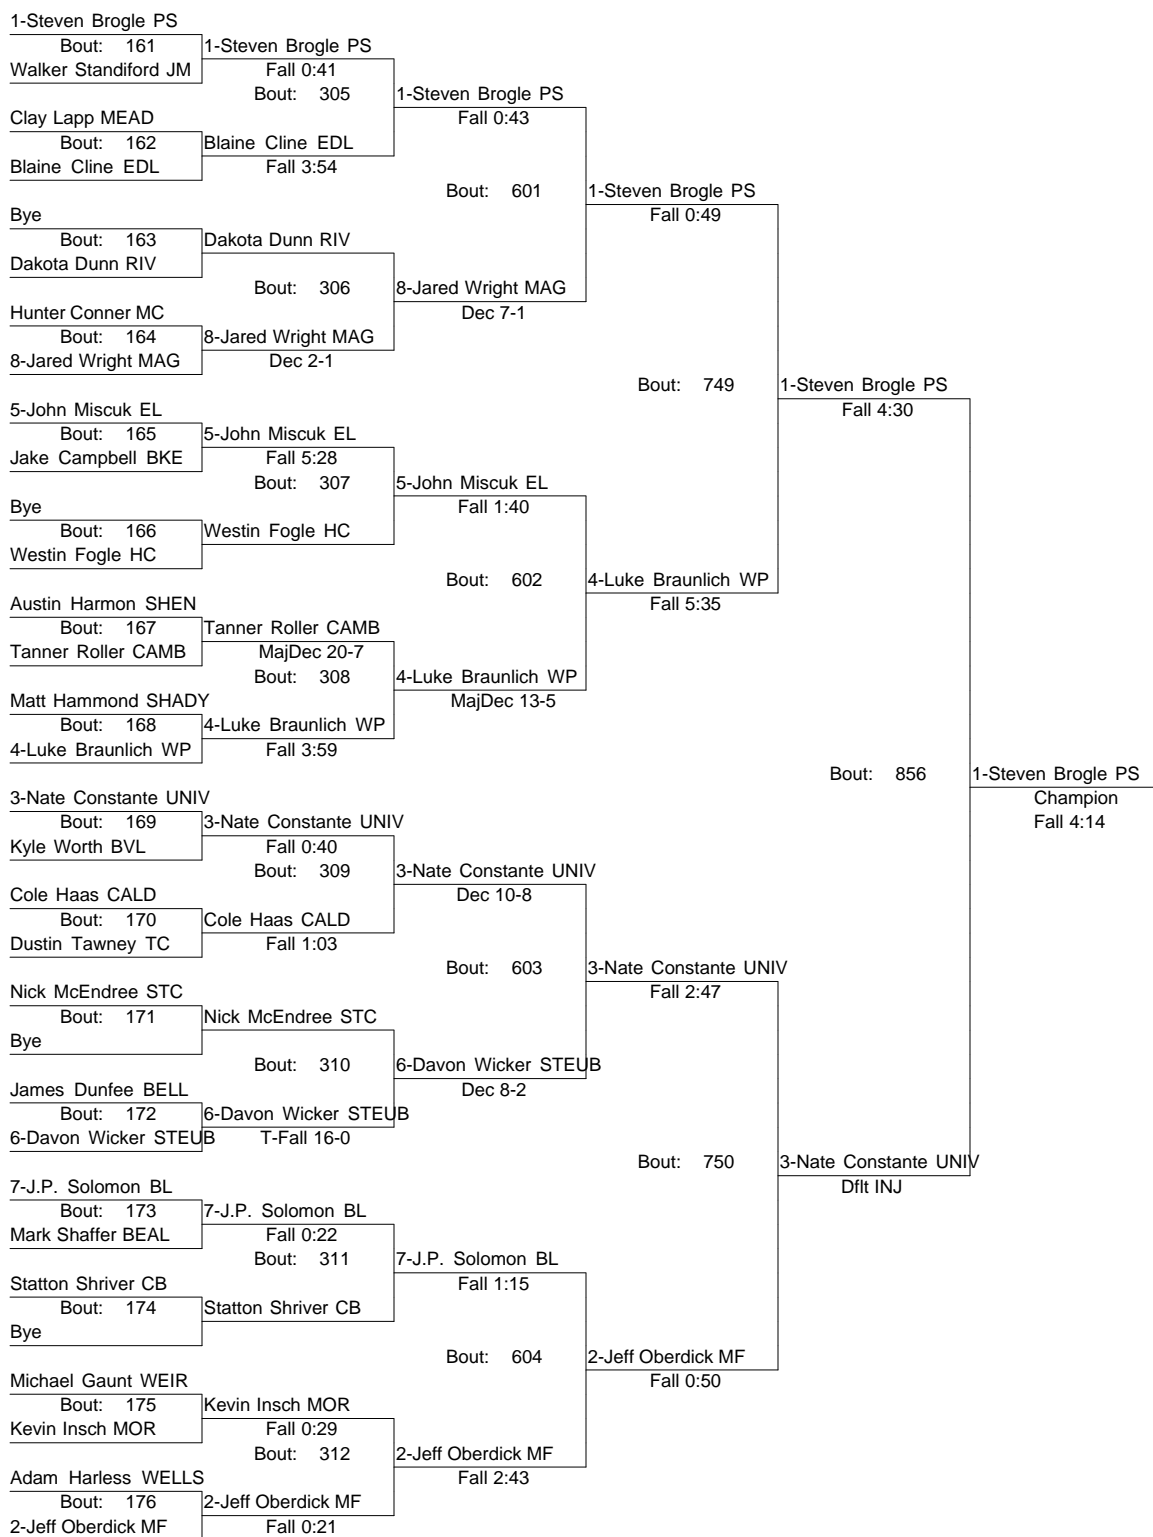 1-Steven Brogle PS
Bout: 161
Walker Standiford JM
Clay Lapp MEAD
Bout: 162
Blaine Cline EDL
Bye
Bout: 163
Dakota Dunn RIV
Hunter Conner MC
Bout: 164
8-Jared Wright MAG
5-John Miscuk EL
Bout: 165
Jake Campbell BKE
Bye
Bout: 166
Westin Fogle HC
Austin Harmon SHEN
Bout: 167
Tanner Roller CAMB
Matt Hammond SHADY
Bout: 168
4-Luke Braunlich WP
3-Nate Constante UNIV
Bout: 169
Kyle Worth BVL
Cole Haas CALD
Bout: 170
Dustin Tawney TC
Nick McEndree STC
Bout: 171
Bye
James Dunfee BELL
Bout: 172
6-Davon Wicker STEUB
7-J.P. Solomon BL
Bout: 173
Mark Shaffer BEAL
Statton Shriver CB
Bout: 174
Bye
Michael Gaunt WEIR
Bout: 175
Kevin Insch MOR
Adam Harless WELLS
Bout: 176
2-Jeff Oberdick MF
1-Steven Brogle PS
Fall 0:41
Bout: 305
Blaine Cline EDL
Fall 3:54
Dakota Dunn RIV
Bout: 306
8-Jared Wright MAG
Dec 2-1
5-John Miscuk EL
Fall 5:28
Bout: 307
Westin Fogle HC
Tanner Roller CAMB
MajDec 20-7
Bout: 308
4-Luke Braunlich WP
Fall 3:59
3-Nate Constante UNIV
Fall 0:40
Bout: 309
Cole Haas CALD
Fall 1:03
Nick McEndree STC
Bout: 310
6-Davon Wicker STEUB
T-Fall 16-0
7-J.P. Solomon BL
Fall 0:22
Bout: 311
Statton Shriver CB
Kevin Insch MOR
Fall 0:29
Bout: 312
2-Jeff Oberdick MF
Fall 0:21
1-Steven Brogle PS
Fall 0:43
Bout: 601
8-Jared Wright MAG
Dec 7-1
5-John Miscuk EL
Fall 1:40
Bout: 602
4-Luke Braunlich WP
MajDec 13-5
3-Nate Constante UNIV
Dec 10-8
Bout: 603
6-Davon Wicker STEUB
Dec 8-2
7-J.P. Solomon BL
Fall 1:15
Bout: 604
2-Jeff Oberdick MF
Fall 2:43
1-Steven Brogle PS
Fall 0:49
Bout: 749
4-Luke Braunlich WP
Fall 5:35
3-Nate Constante UNIV
Fall 2:47
Bout: 750
2-Jeff Oberdick MF
Fall 0:50
1-Steven Brogle PS
Fall 4:30
Bout: 856
3-Nate Constante UNIV
Dflt INJ
1-Steven Brogle PS
Champion
Fall 4:14